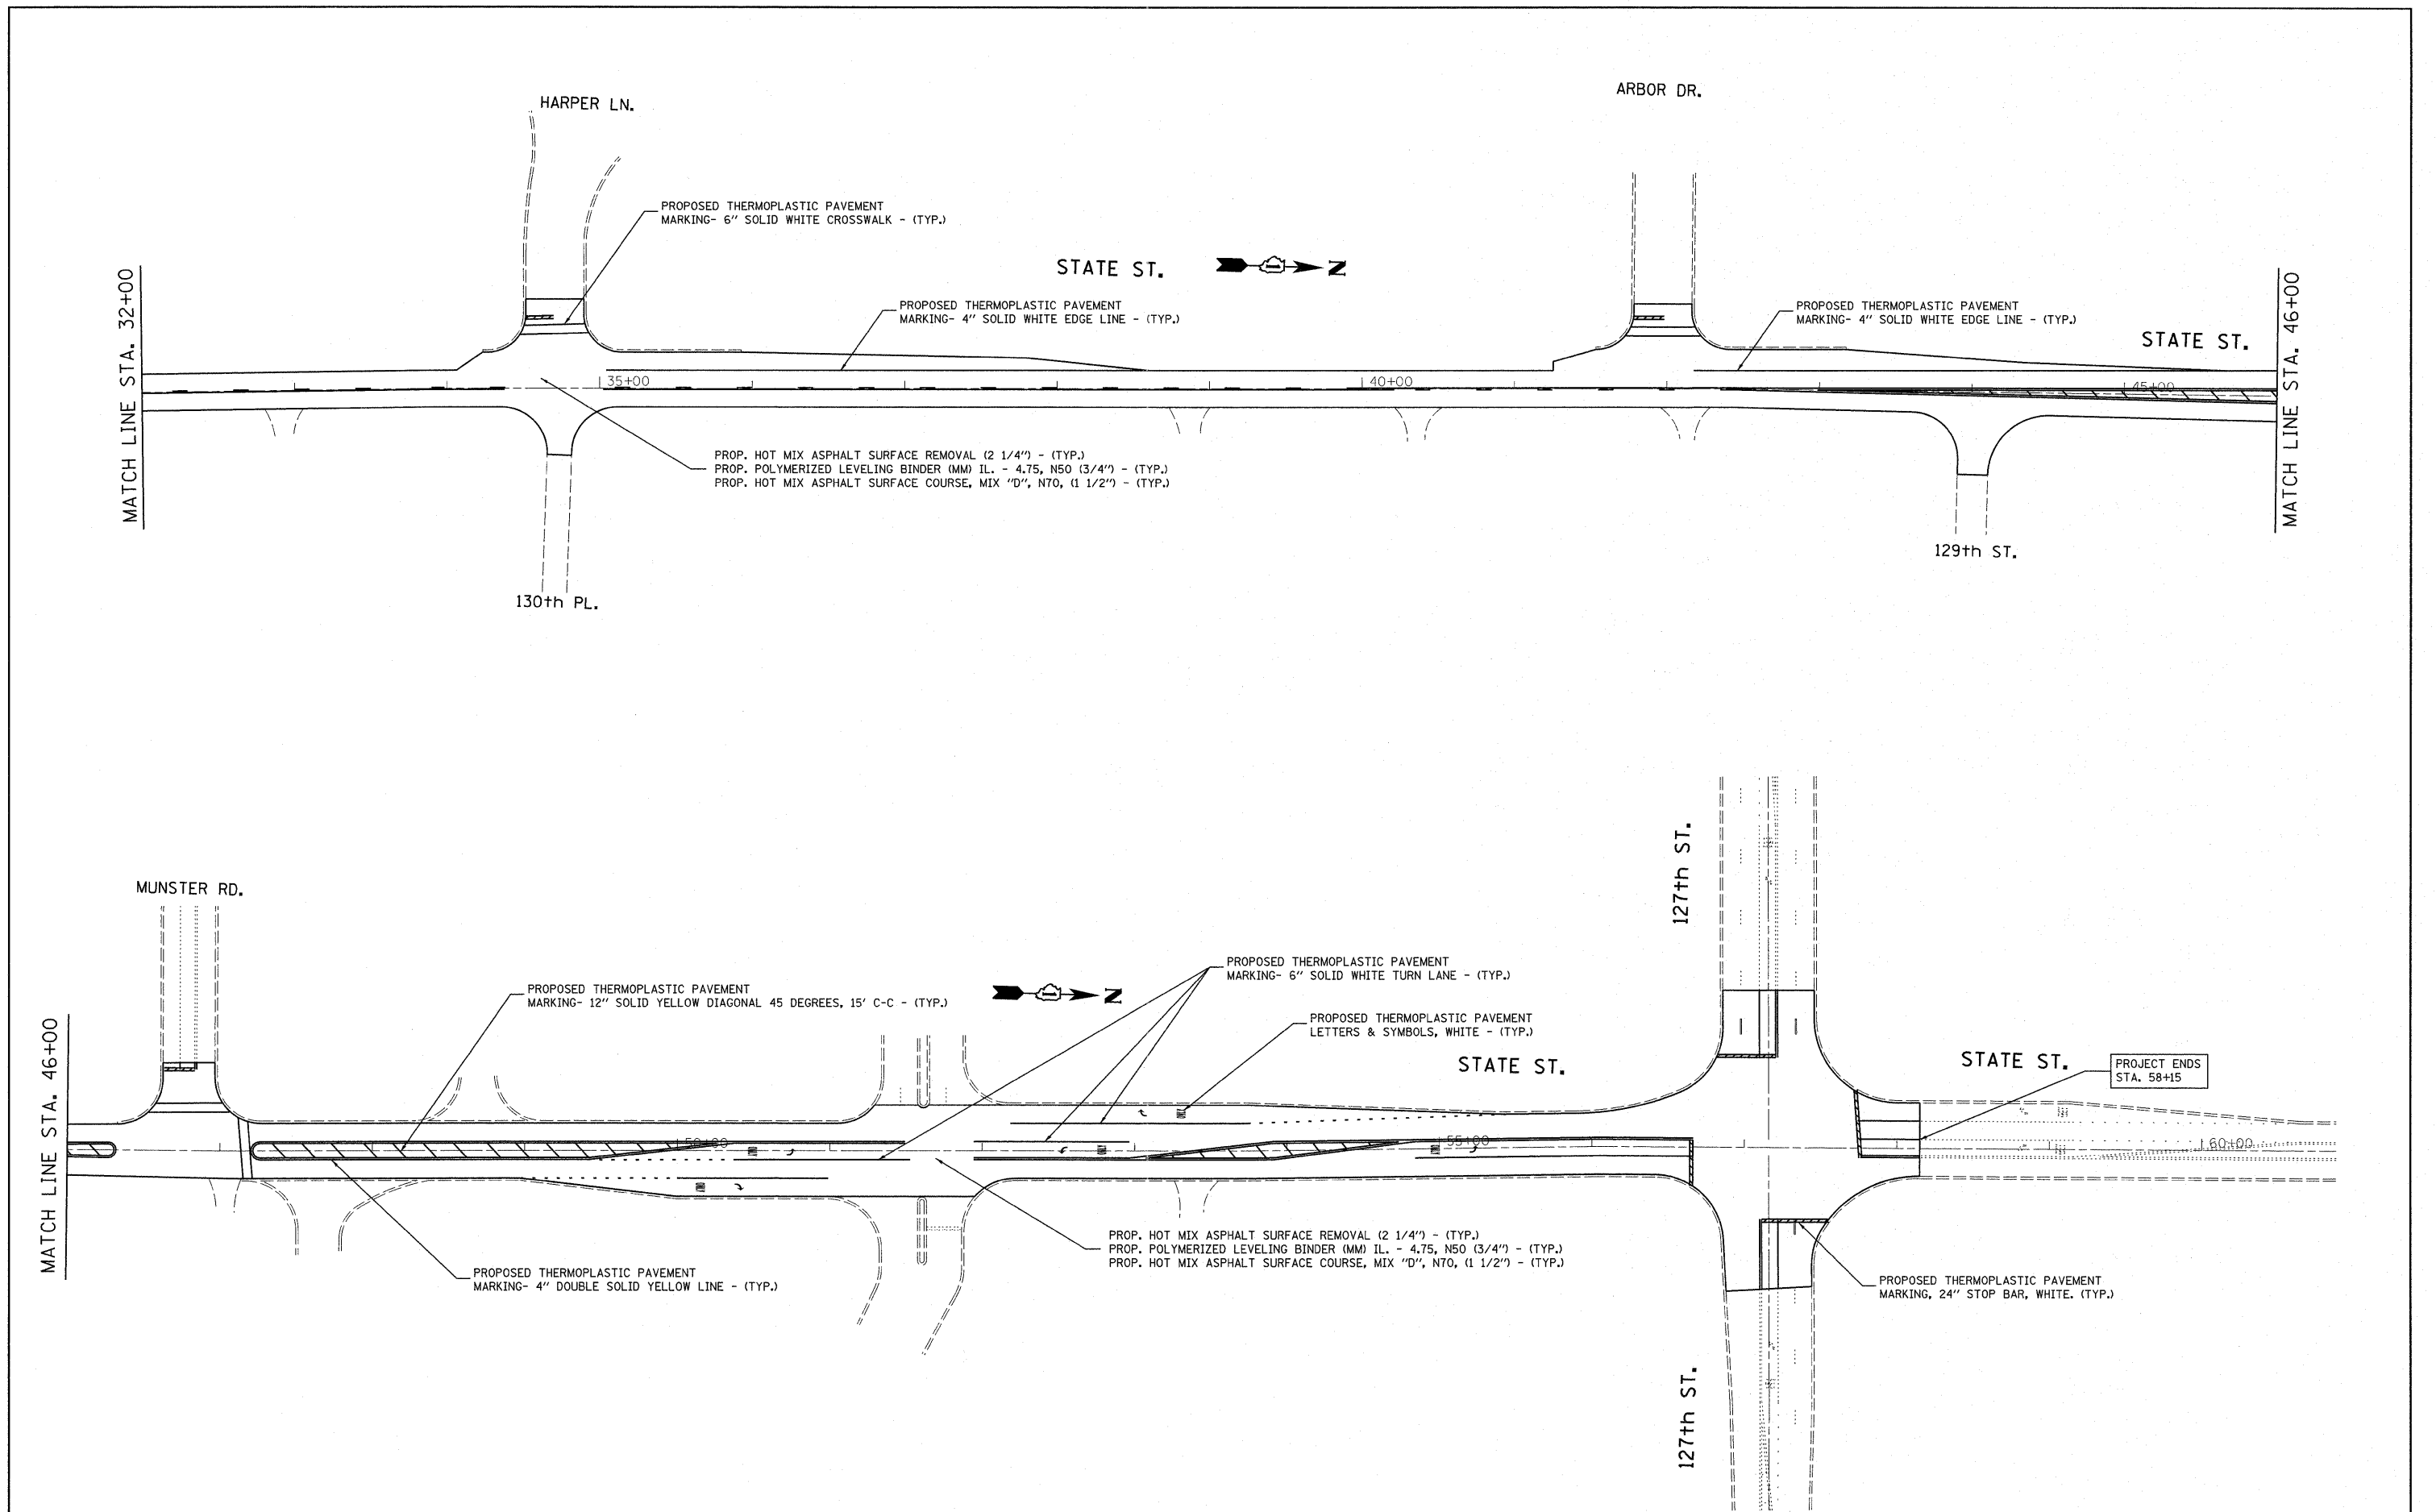 HARPER LN.
ARBOR DR.
PROPOSED THERMOPLASTIC PAVEMENT
MARKING- 6" SOLID WHITE CROSSWALK - (TYP.)
STATE ST.
N
MATCH LINE STA. 32+00
PROPOSED THERMOPLASTIC PAVEMENT
MARKING- 4" SOLID WHITE EDGE LINE - (TYP.)
PROPOSED THERMOPLASTIC PAVEMENT
MARKING- 4" SOLID WHITE EDGE LINE - (TYP.)
STATE ST.
MATCH LINE STA. 46+00
35+00
40+00
45+00
PROP. HOT MIX ASPHALT SURFACE REMOVAL (2 1/4") - (TYP.)
PROP. POLYMERIZED LEVELING BINDER (MM) IL. - 4.75, N50 (3/4") - (TYP.)
PROP. HOT MIX ASPHALT SURFACE COURSE, MIX "D", N70, (1 1/2") - (TYP.)
129th ST.
130th PL.
127th ST.
MUNSTER RD.
PROPOSED THERMOPLASTIC PAVEMENT
MARKING- 6" SOLID WHITE TURN LANE - (TYP.)
PROPOSED THERMOPLASTIC PAVEMENT
MARKING- 12" SOLID YELLOW DIAGONAL 45 DEGREES, 15' C-C - (TYP.)
N
PROPOSED THERMOPLASTIC PAVEMENT
LETTERS & SYMBOLS, WHITE - (TYP.)
STATE ST.
STATE ST.
PROJECT ENDS
STA. 58+15
MATCH LINE STA. 46+00
50+00
55+00
60+00
PROP. HOT MIX ASPHALT SURFACE REMOVAL (2 1/4") - (TYP.)
PROP. POLYMERIZED LEVELING BINDER (MM) IL. - 4.75, N50 (3/4") - (TYP.)
PROP. HOT MIX ASPHALT SURFACE COURSE, MIX "D", N70, (1 1/2") - (TYP.)
PROPOSED THERMOPLASTIC PAVEMENT
MARKING- 4" DOUBLE SOLID YELLOW LINE - (TYP.)
PROPOSED THERMOPLASTIC PAVEMENT
MARKING, 24" STOP BAR, WHITE. (TYP.)
127th ST.